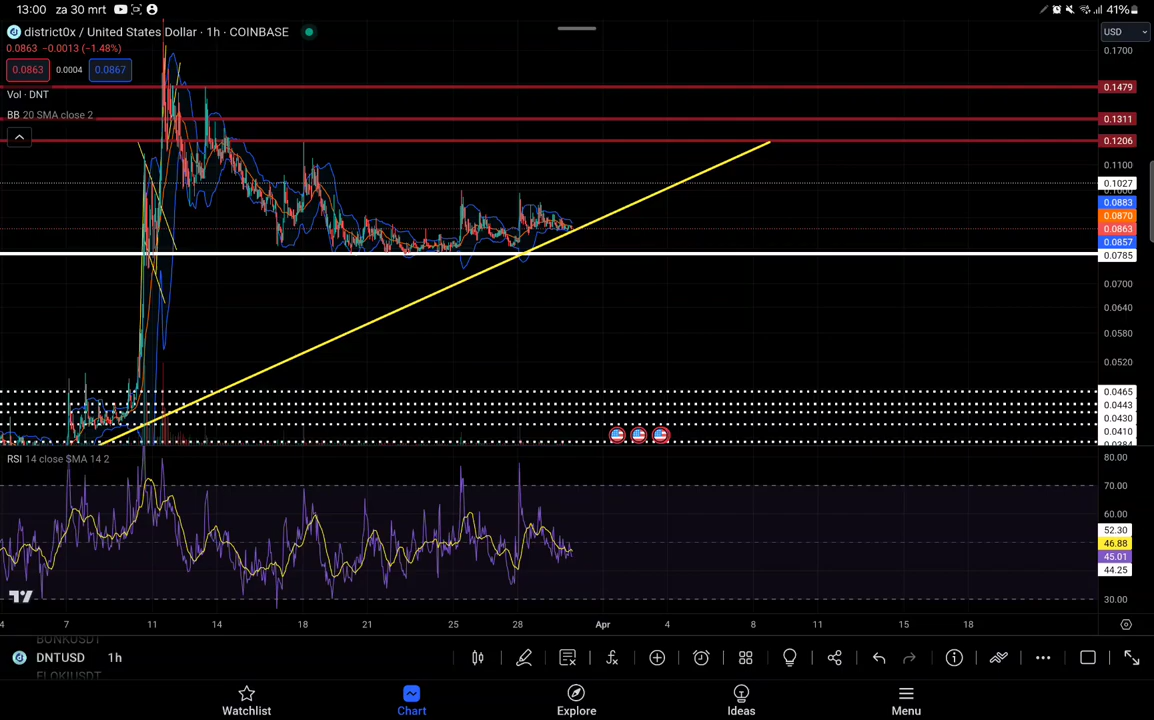 13:00 za 30 mrt 41%
district0x / United States Dollar · 1h · COINBASE
USD
0.0863 −0.0013 (−1.48%)
0.0863 0.0004 0.0867
Vol · DNT
BB 20 SMA close 2
0.1700
0.1479
0.1311
0.1206
0.1100
0.1027
0.0883
0.0870
0.0863
0.0857
0.0785
0.0700
0.0640
0.0580
0.0520
0.0465
0.0443
0.0430
0.0410
RSI 14 close SMA 14 2
80.00
70.00
60.00
52.30
46.88
45.01
44.25
30.00
4 7 11 14 18 21 25 28 Apr 4 8 11 15 18
BONKUSDT
DNTUSD 1h
FLOKIUSDT
Watchlist Chart Explore Ideas Menu